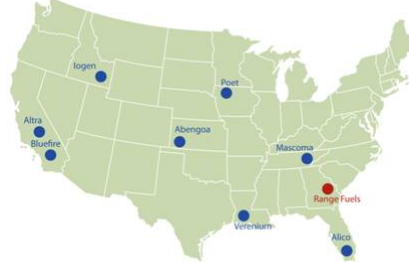 Iogen
Poet
Altra
Bluefire
Abengoa
Mascoma
Range Fuels
Verenium
Alico